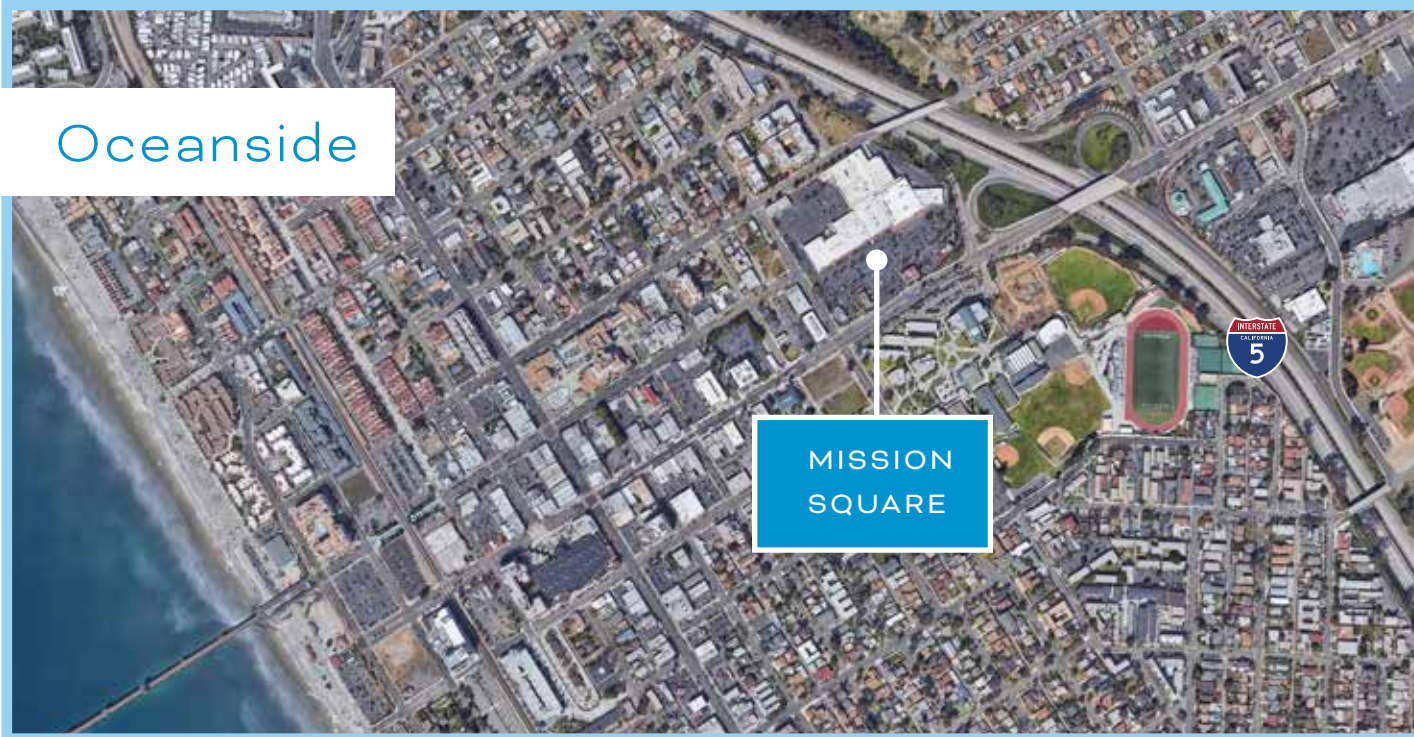 Oceanside
INTERSTATE
CALIFORNIA
5
MISSION
SQUARE